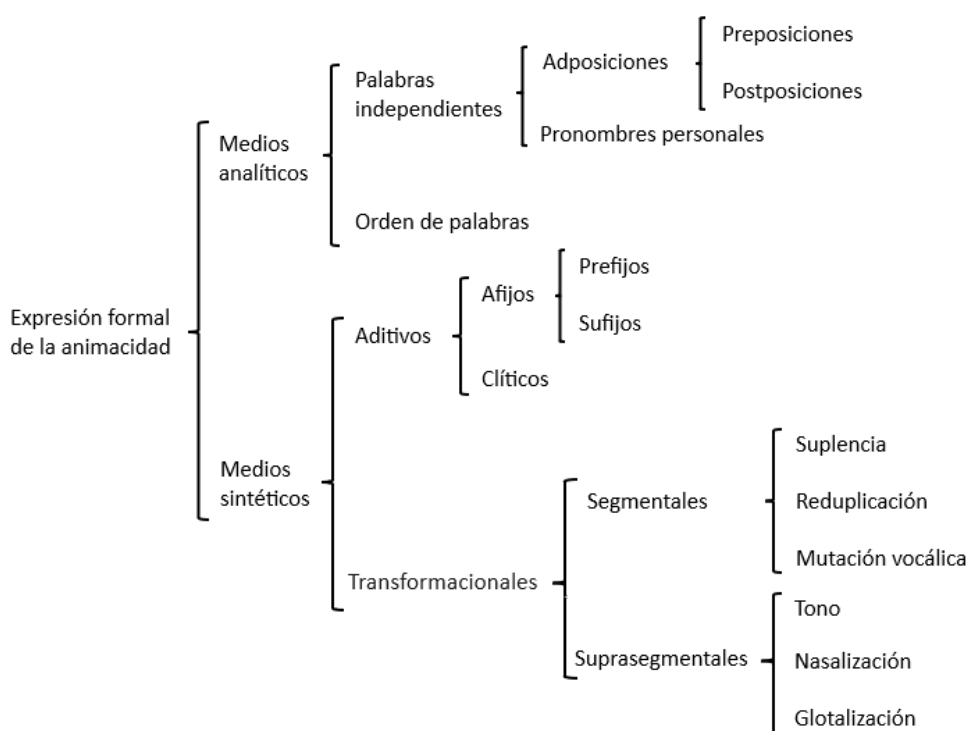 Preposiciones
Adposiciones
Palabras
independientes
Postposiciones
Pronombres personales
Medios
analíticos
Orden de palabras
Prefijos
Afijos
Expresión formal
de la animacidad
Sufijos
Aditivos
Clíticos
Suplencia
Medios
sintéticos
Segmentales
Reduplicación
Mutación vocálica
Transformacionales
Tono
Suprasegmentales
Nasalización
Glotalización